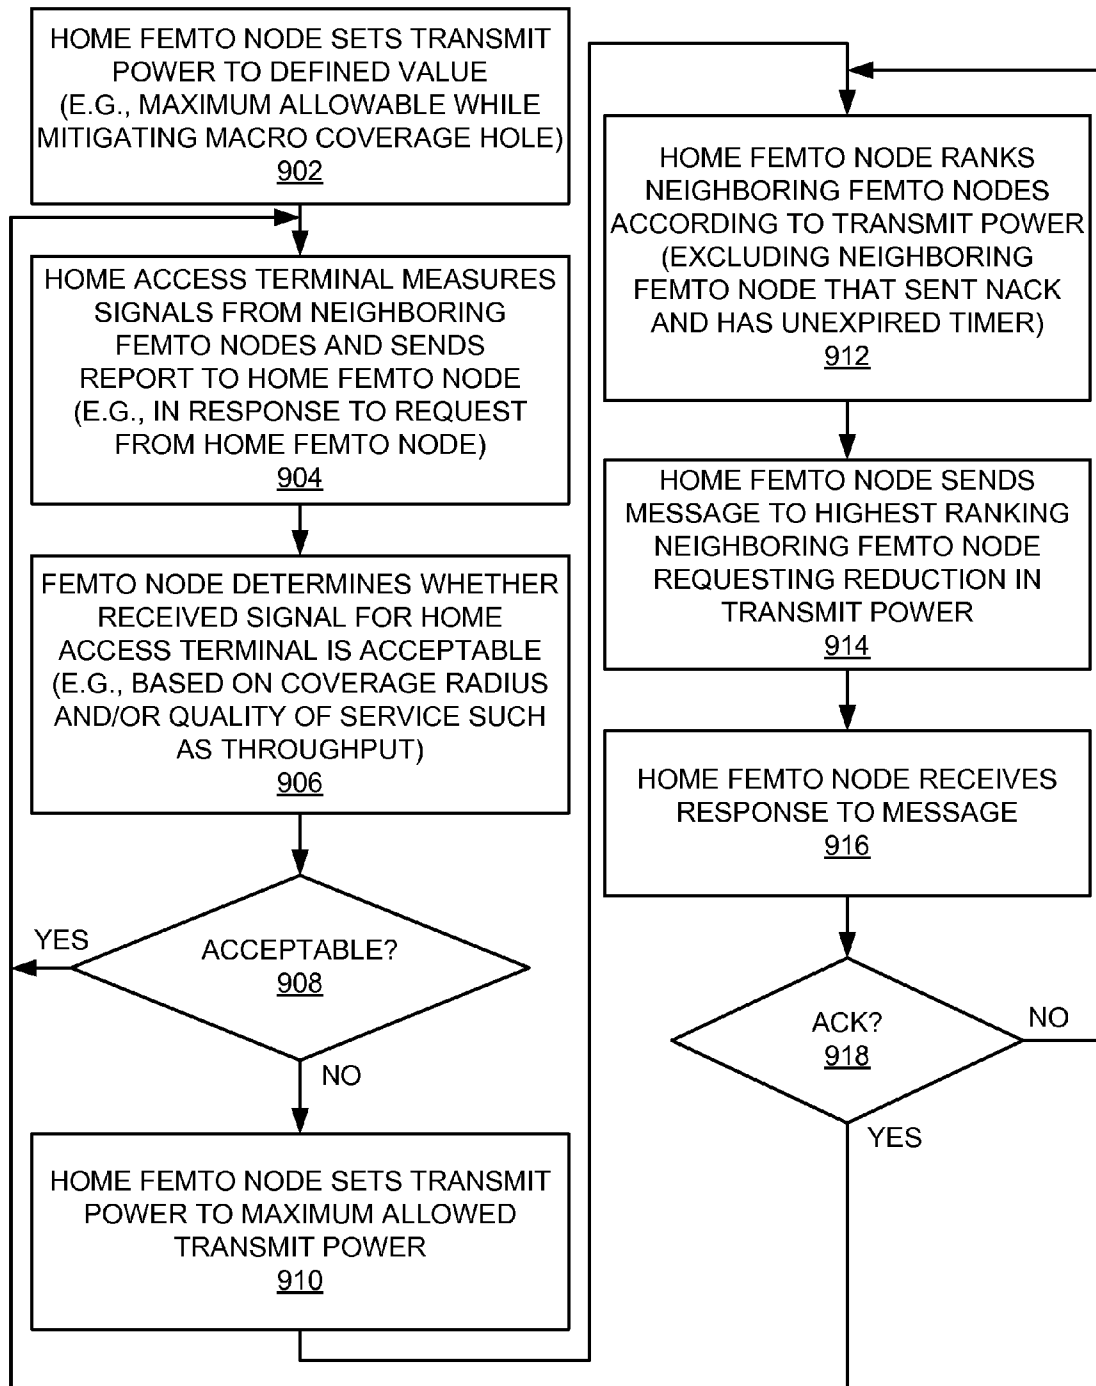 HOME FEMTO NODE SETS TRANSMIT
POWER TO DEFINED VALUE
(E.G., MAXIMUM ALLOWABLE WHILE
MITIGATING MACRO COVERAGE HOLE)
902
HOME ACCESS TERMINAL MEASURES
SIGNALS FROM NEIGHBORING
FEMTO NODES AND SENDS
REPORT TO HOME FEMTO NODE
(E.G., IN RESPONSE TO REQUEST
FROM HOME FEMTO NODE)
904
FEMTO NODE DETERMINES WHETHER
RECEIVED SIGNAL FOR HOME
ACCESS TERMINAL IS ACCEPTABLE
(E.G., BASED ON COVERAGE RADIUS
AND/OR QUALITY OF SERVICE SUCH
AS THROUGHPUT)
906
YES
ACCEPTABLE?
908
NO
HOME FEMTO NODE SETS TRANSMIT
POWER TO MAXIMUM ALLOWED
TRANSMIT POWER
910
HOME FEMTO NODE RANKS
NEIGHBORING FEMTO NODES
ACCORDING TO TRANSMIT POWER
(EXCLUDING NEIGHBORING
FEMTO NODE THAT SENT NACK
AND HAS UNEXPIRED TIMER)
912
HOME FEMTO NODE SENDS
MESSAGE TO HIGHEST RANKING
NEIGHBORING FEMTO NODE
REQUESTING REDUCTION IN
TRANSMIT POWER
914
HOME FEMTO NODE RECEIVES
RESPONSE TO MESSAGE
916
ACK?
918
NO
YES